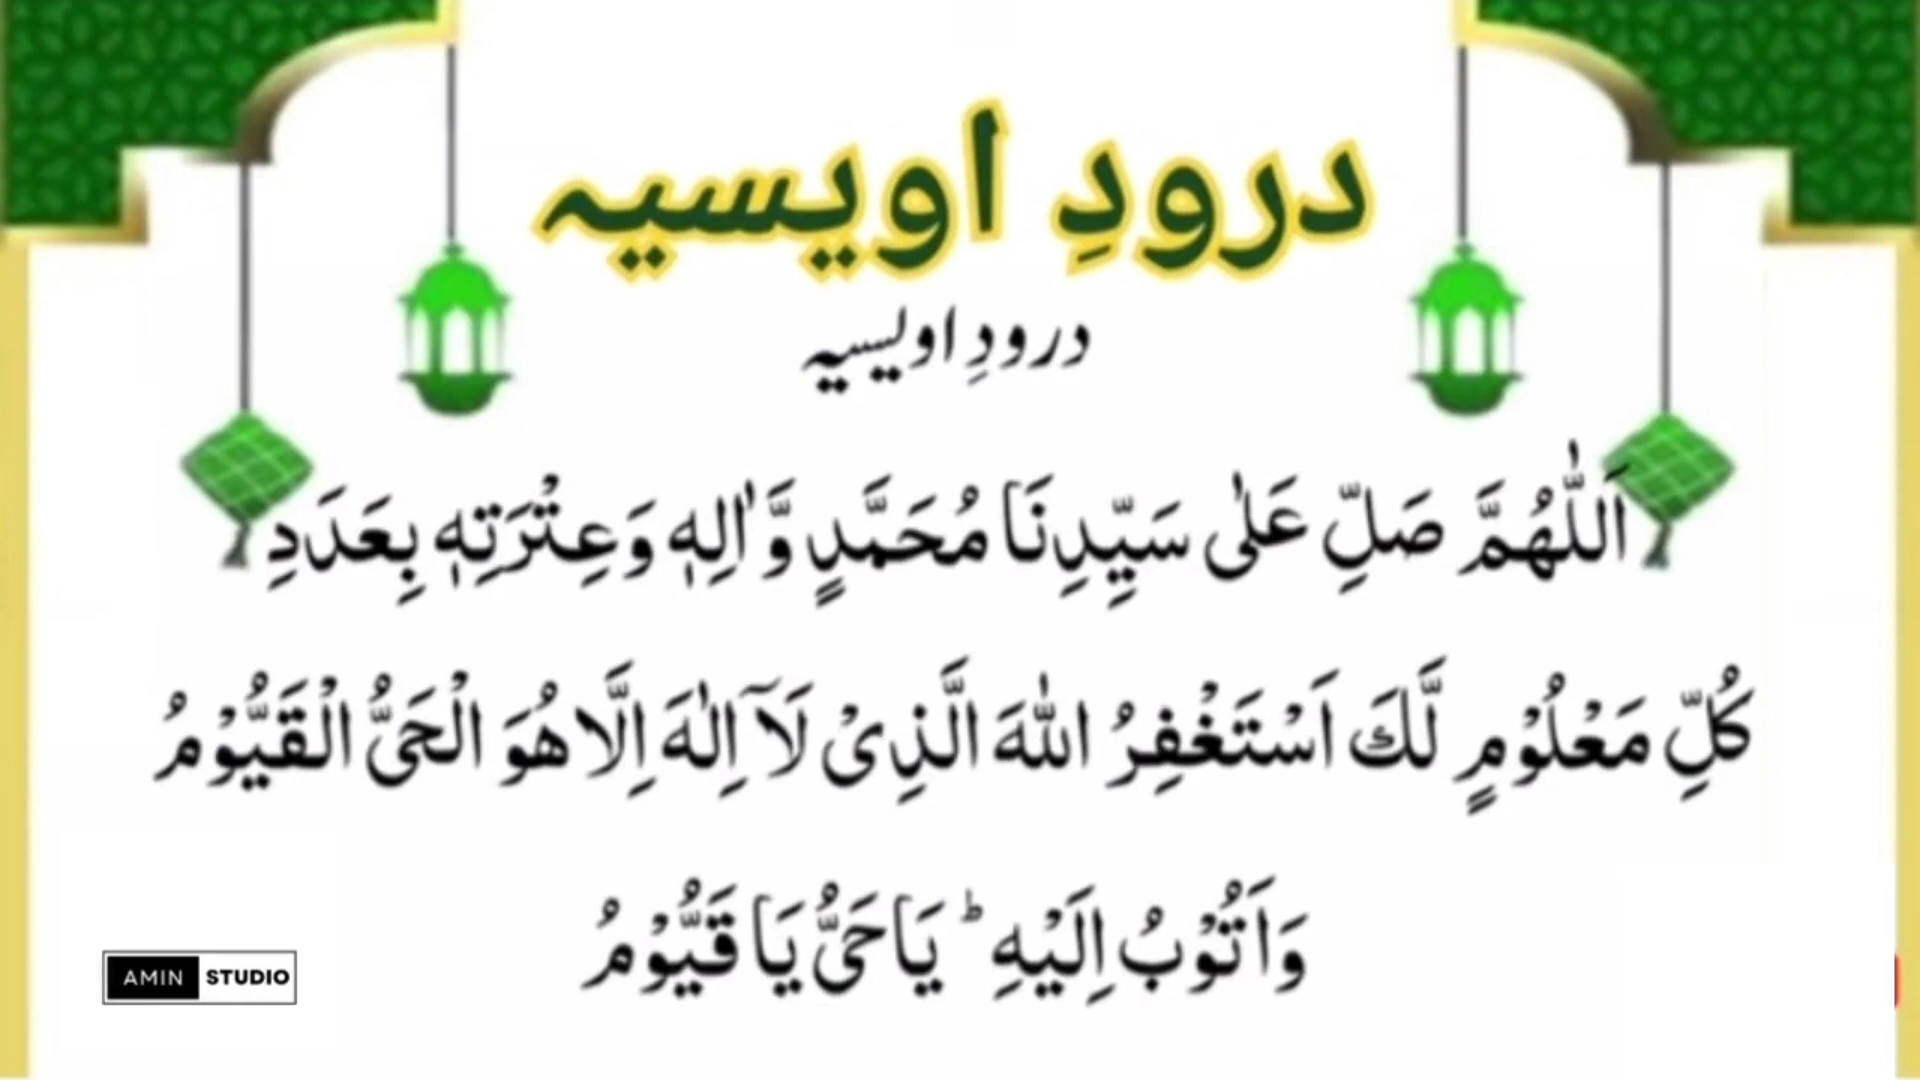 درودِ اویسیہ
درودِ اویسیہ
اَللّٰهُمَّ صَلِّ عَلٰى سَيِّدِنَا مُحَمَّدٍ وَّاٰلِهٖ وَعِتْرَتِهٖ بِعَدَدِ
كُلِّ مَعْلُوْمٍ لَّكَ اَسْتَغْفِرُ اللّٰهَ الَّذِىْ لَآ اِلٰهَ اِلَّا هُوَ الْحَىُّ الْقَيُّوْمُ
وَاَتُوْبُ اِلَيْهِ ؕ يَا حَىُّ يَا قَيُّوْمُ
AMIN STUDIO